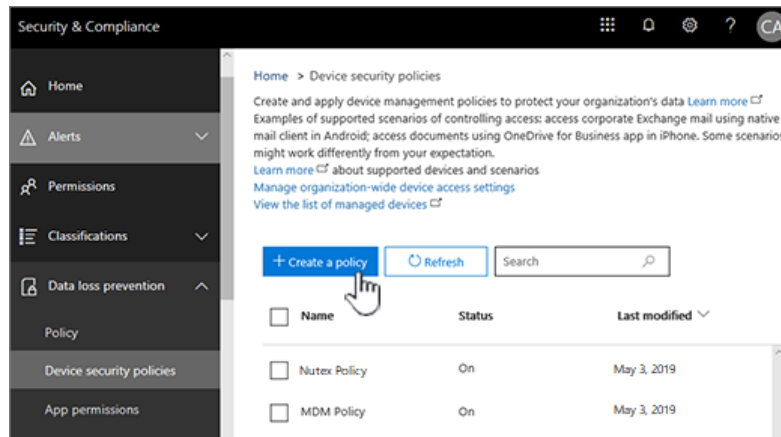 Security & Compliance
?
CA
Home
Alerts
Permissions
Classifications
Data loss prevention
Policy
Device security policies
App permissions
Home > Device security policies
Create and apply device management policies to protect your organization's data Learn more
Examples of supported scenarios of controlling access: access corporate Exchange mail using native
mail client in Android; access documents using OneDrive for Business app in iPhone. Some scenarios
might work differently from your expectation.
Learn more about supported devices and scenarios
Manage organization-wide device access settings
View the list of managed devices
+ Create a policy
Refresh
Search
Name Status Last modified
Nutex Policy On May 3, 2019
MDM Policy On May 3, 2019